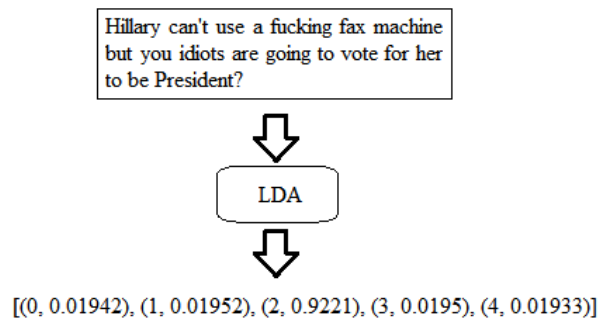 Hillary can't use a fucking fax machine
but you idiots are going to vote for her
to be President?
LDA
[(0, 0.01942), (1, 0.01952), (2, 0.9221), (3, 0.0195), (4, 0.01933)]